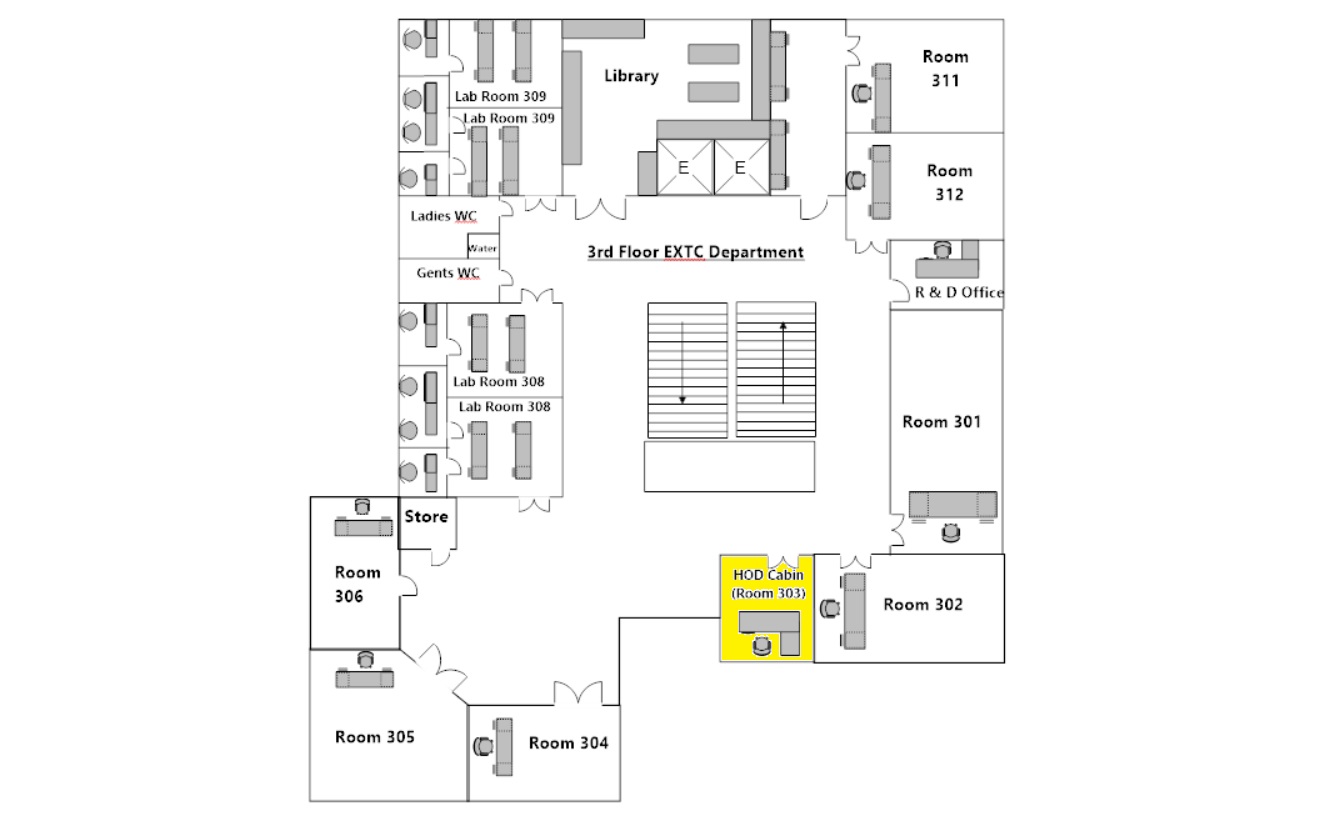 Room
311
Library
Lab Room 309
Lab Room 309
E
E
Room
312
Ladies WC
Water
3rd Floor EXTC Department
Gents WC
R & D Office
Lab Room 308
Lab Room 308
Room 301
Store
Room
306
HOD Cabin
(Room 303)
Room 302
Room 305
Room 304